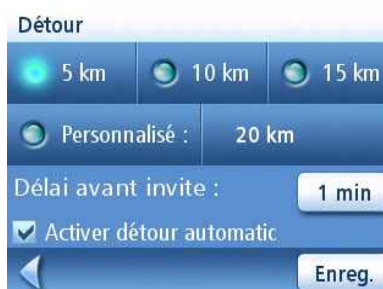 Détour
5 km 10 km 15 km
Personnalisé : 20 km
Délai avant invite : 1 min
Activer détour automatic
Enreg.